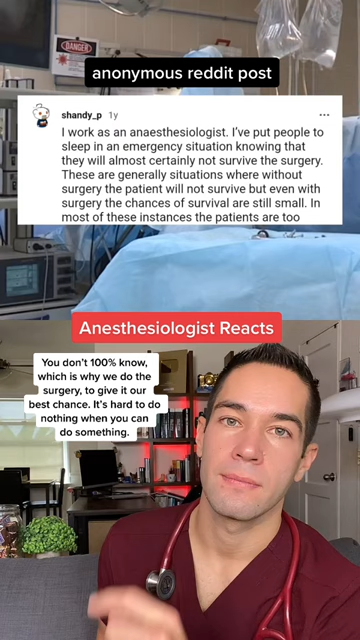 DANGER
anonymous reddit post
shandy_p 1y
I work as an anaesthesiologist. I've put people to
sleep in an emergency situation knowing that
they will almost certainly not survive the surgery.
These are generally situations where without
surgery the patient will not survive but even with
surgery the chances of survival are still small. In
most of these instances the patients are too
Anesthesiologist Reacts
You don't 100% know,
which is why we do the
surgery, to give it our
best chance. It's hard to do
nothing when you can
do something.